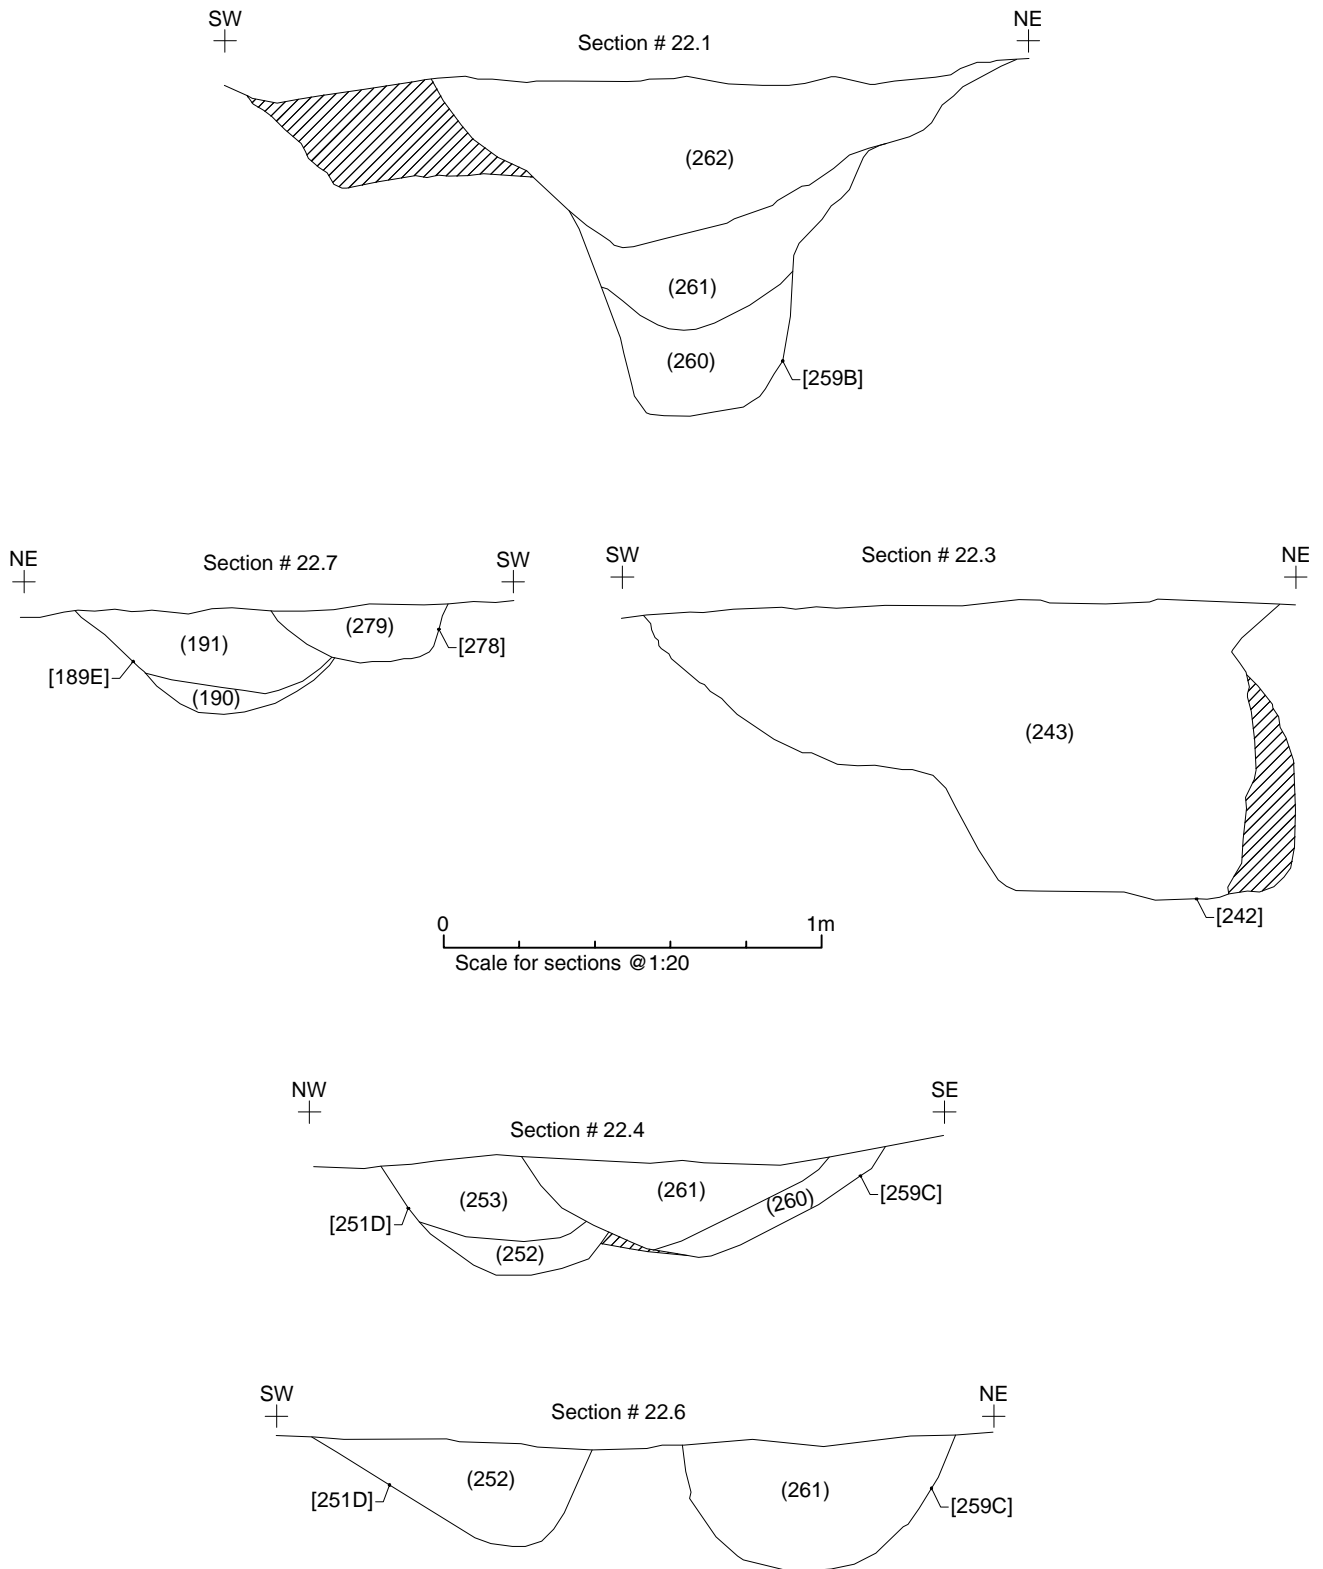 SW
NE
Section # 22.1
(262)
(261)
(260)
[259B]
NE
Section # 22.7
SW
(191)
(279)
[278]
[189E]
(190)
SW
Section # 22.3
NE
(243)
[242]
0 1m
Scale for sections @1:20
NW
SE
Section # 22.4
(253)
(261)
(260)
[259C]
[251D]
(252)
SW
NE
Section # 22.6
(252)
(261)
[251D]
[259C]